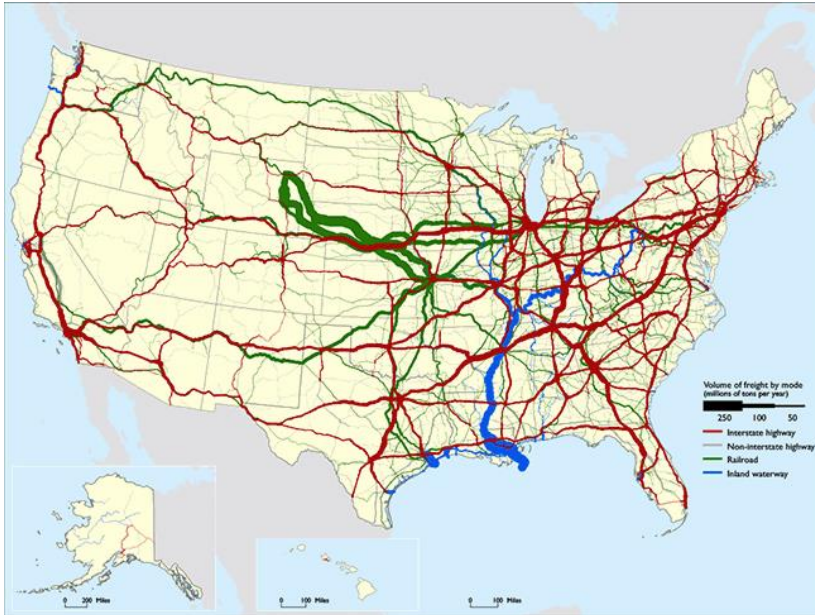 Volume of freight by mode
(millions of tons per year)
250 100 50
Interstate highway
Non-interstate highway
Railroad
Inland waterway
0 200 Miles
0 100 Miles
0 100 Miles